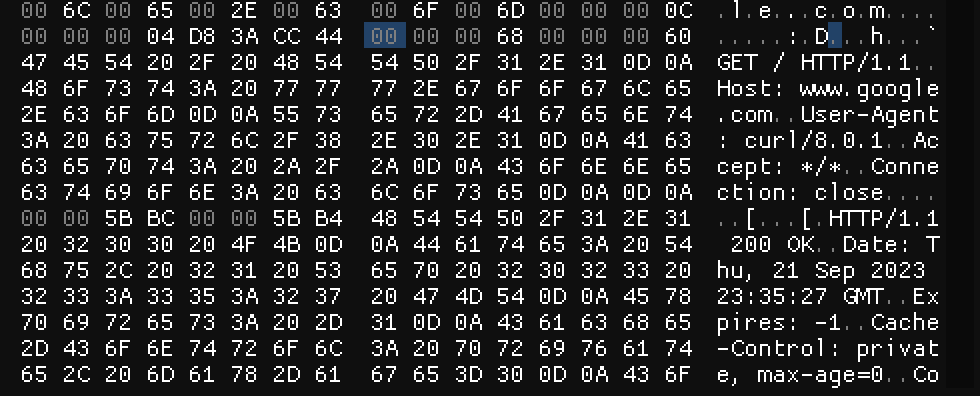 00 6C 00 65 00 2E 00 63 00 6F 00 6D 00 00 00 0C .l.e...c.o.m....
00 00 00 04 D8 3A CC 44 00 00 00 68 00 00 00 60 .....:.D...h...`
47 45 54 20 2F 20 48 54 54 50 2F 31 2E 31 0D 0A GET / HTTP/1.1..
48 6F 73 74 3A 20 77 77 77 2E 67 6F 6F 67 6C 65 Host: www.google
2E 63 6F 6D 0D 0A 55 73 65 72 2D 41 67 65 6E 74 .com..User-Agent
3A 20 63 75 72 6C 2F 38 2E 30 2E 31 0D 0A 41 63 : curl/8.0.1..Ac
63 65 70 74 3A 20 2A 2F 2A 0D 0A 43 6F 6E 6E 65 cept: */*..Conne
63 74 69 6F 6E 3A 20 63 6C 6F 73 65 0D 0A 0D 0A ction: close....
00 00 5B BC 00 00 5B B4 48 54 54 50 2F 31 2E 31 ..[...[.HTTP/1.1
20 32 30 30 20 4F 4B 0D 0A 44 61 74 65 3A 20 54  200 OK..Date: T
68 75 2C 20 32 31 20 53 65 70 20 32 30 32 33 20 hu, 21 Sep 2023
32 33 3A 33 35 3A 32 37 20 47 4D 54 0D 0A 45 78 23:35:27 GMT..Ex
70 69 72 65 73 3A 20 2D 31 0D 0A 43 61 63 68 65 pires: -1..Cache
2D 43 6F 6E 74 72 6F 6C 3A 20 70 72 69 76 61 74 -Control: privat
65 2C 20 6D 61 78 2D 61 67 65 3D 30 0D 0A 43 6F e, max-age=0..Co